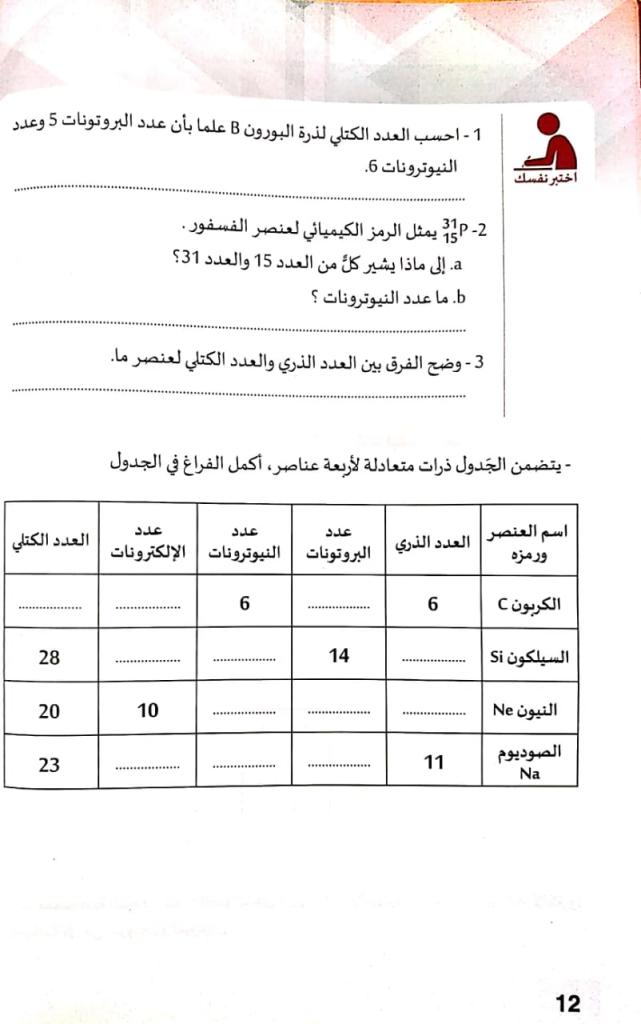 1 - احسب العدد الكتلي لذرة البورون B علما بأن عدد البروتونات 5 وعدد
النيوترونات 6.
اختبر نفسك
2- ³¹₁₅P يمثل الرمز الكيميائي لعنصر الفسفور .
a. إلى ماذا يشير كلٌّ من العدد 15 والعدد 31؟
b. ما عدد النيوترونات ؟
3 - وضح الفرق بين العدد الذري والعدد الكتلي لعنصر ما.
- يتضمن الجَدول ذرات متعادلة لأربعة عناصر، أكمل الفراغ في الجدول
اسم العنصر ورمزه | العدد الذري | عدد البروتونات | عدد النيوترونات | عدد الإلكترونات | العدد الكتلي
الكربون C | 6 | ................... | 6 | ................... | ...................
السيلكون Si | ................... | 14 | ................... | ................... | 28
النيون Ne | ................... | ................... | ................... | 10 | 20
الصوديوم Na | 11 | ................... | ................... | ................... | 23
12